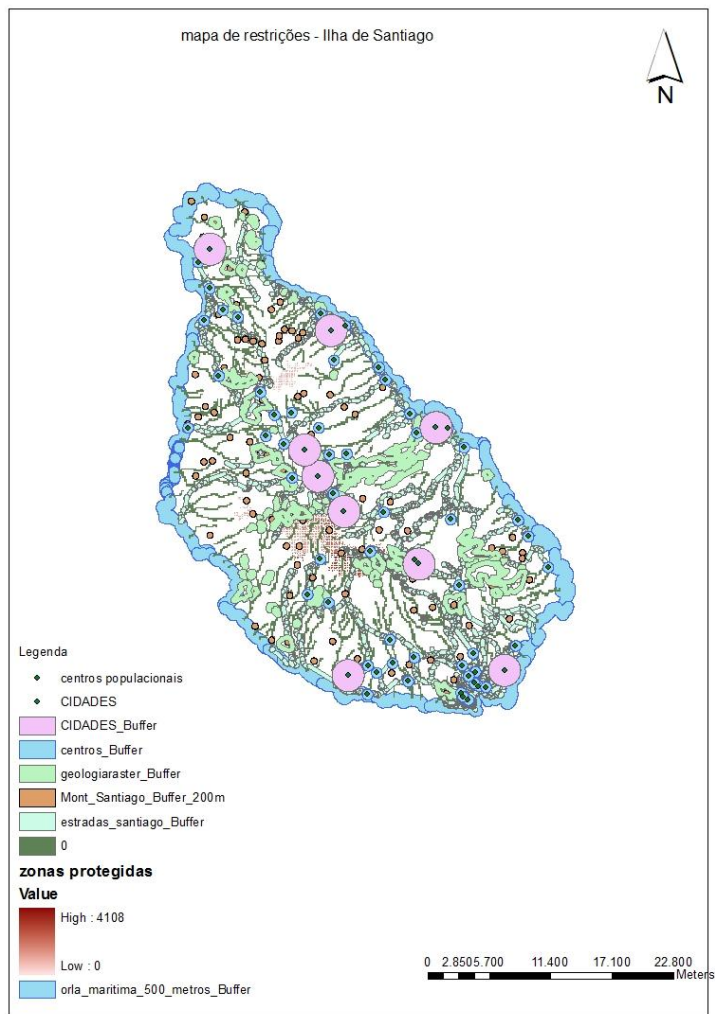 mapa de restrições - Ilha de Santiago
N
Legenda
centros populacionais
CIDADES
CIDADES_Buffer
centros_Buffer
geologiaraster_Buffer
Mont_Santiago_Buffer_200m
estradas_santiago_Buffer
0
zonas protegidas
Value
High : 4108
Low : 0
orla_maritima_500_metros_Buffer
0 2.8505.700 11.400 17.100 22.800
Meters